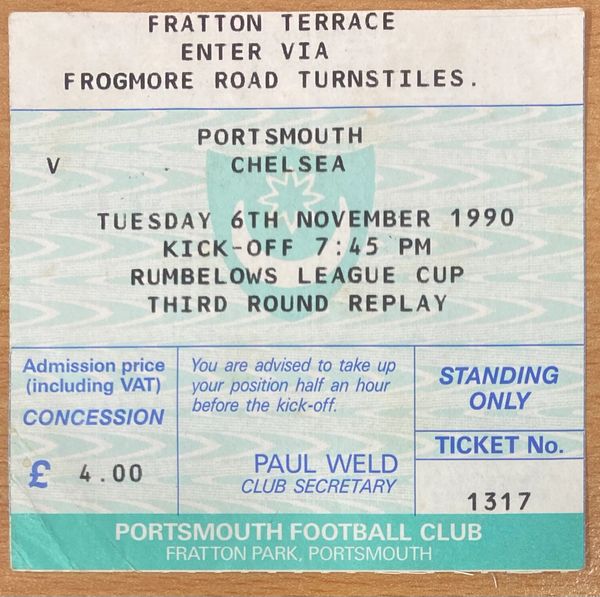 FRATTON TERRACE
ENTER VIA
FROGMORE ROAD TURNSTILES.
PORTSMOUTH
V CHELSEA
TUESDAY 6TH NOVEMBER 1990
KICK-OFF 7:45 PM
RUMBELOWS LEAGUE CUP
THIRD ROUND REPLAY
Admission price
(including VAT)
CONCESSION
£ 4.00
You are advised to take up
your position half an hour
before the kick-off.
PAUL WELD
CLUB SECRETARY
STANDING
ONLY
TICKET No.
1317
PORTSMOUTH FOOTBALL CLUB
FRATTON PARK, PORTSMOUTH